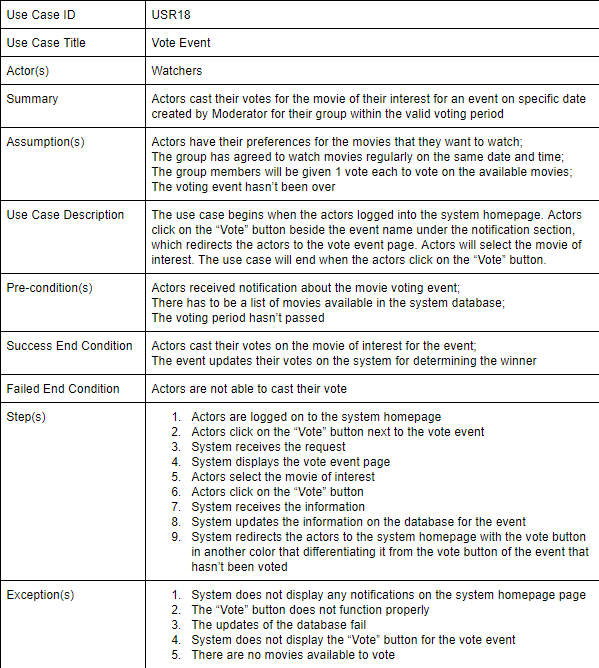 Use Case ID USR18
Use Case Title Vote Event
Actor(s) Watchers
Summary Actors cast their votes for the movie of their interest for an event on specific date
created by Moderator for their group within the valid voting period
Assumption(s) Actors have their preferences for the movies that they want to watch;
The group has agreed to watch movies regularly on the same date and time;
The group members will be given 1 vote each to vote on the available movies;
The voting event hasn't been over
Use Case Description The use case begins when the actors logged into the system homepage. Actors
click on the “Vote” button beside the event name under the notification section,
which redirects the actors to the vote event page. Actors will select the movie of
interest. The use case will end when the actors click on the “Vote” button.
Pre-condition(s) Actors received notification about the movie voting event;
There has to be a list of movies available in the system database;
The voting period hasn't passed
Success End Condition Actors cast their votes on the movie of interest for the event;
The event updates their votes on the system for determining the winner
Failed End Condition Actors are not able to cast their vote
Step(s) 1. Actors are logged on to the system homepage
2. Actors click on the “Vote” button next to the vote event
3. System receives the request
4. System displays the vote event page
5. Actors select the movie of interest
6. Actors click on the “Vote” button
7. System receives the information
8. System updates the information on the database for the event
9. System redirects the actors to the system homepage with the vote button
in another color that differentiating it from the vote button of the event that
hasn't been voted
Exception(s) 1. System does not display any notifications on the system homepage page
2. The “Vote” button does not function properly
3. The updates of the database fail
4. System does not display the “Vote” button for the vote event
5. There are no movies available to vote